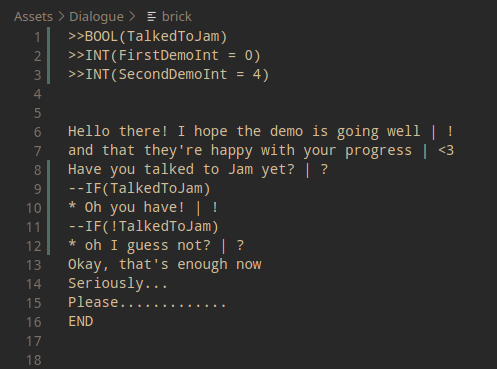 Assets > Dialogue > brick
1 >>BOOL(TalkedToJam)
2 >>INT(FirstDemoInt = 0)
3 >>INT(SecondDemoInt = 4)
4
5
6 Hello there! I hope the demo is going well | !
7 and that they're happy with your progress | <3
8 Have you talked to Jam yet? | ?
9 --IF(TalkedToJam)
10 * Oh you have! | !
11 --IF(!TalkedToJam)
12 * oh I guess not? | ?
13 Okay, that's enough now
14 Seriously...
15 Please.............
16 END
17
18